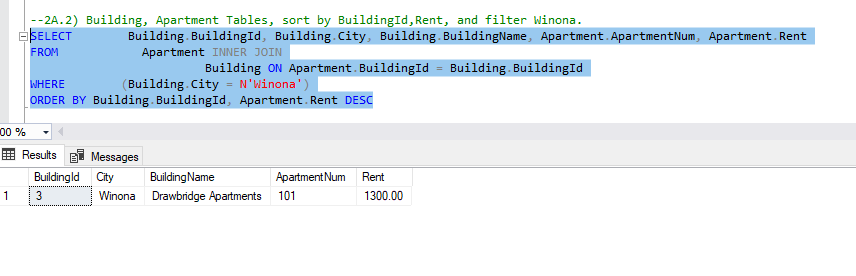 --2A.2) Building, Apartment Tables, sort by BuildingId,Rent, and filter Winona.
SELECT Building.BuildingId, Building.City, Building.BuildingName, Apartment.ApartmentNum, Apartment.Rent
FROM Apartment INNER JOIN
Building ON Apartment.BuildingId = Building.BuildingId
WHERE (Building.City = N'Winona')
ORDER BY Building.BuildingId, Apartment.Rent DESC
00 %
Results Messages
BuildingId City BuildingName ApartmentNum Rent
1 3 Winona Drawbridge Apartments 101 1300.00